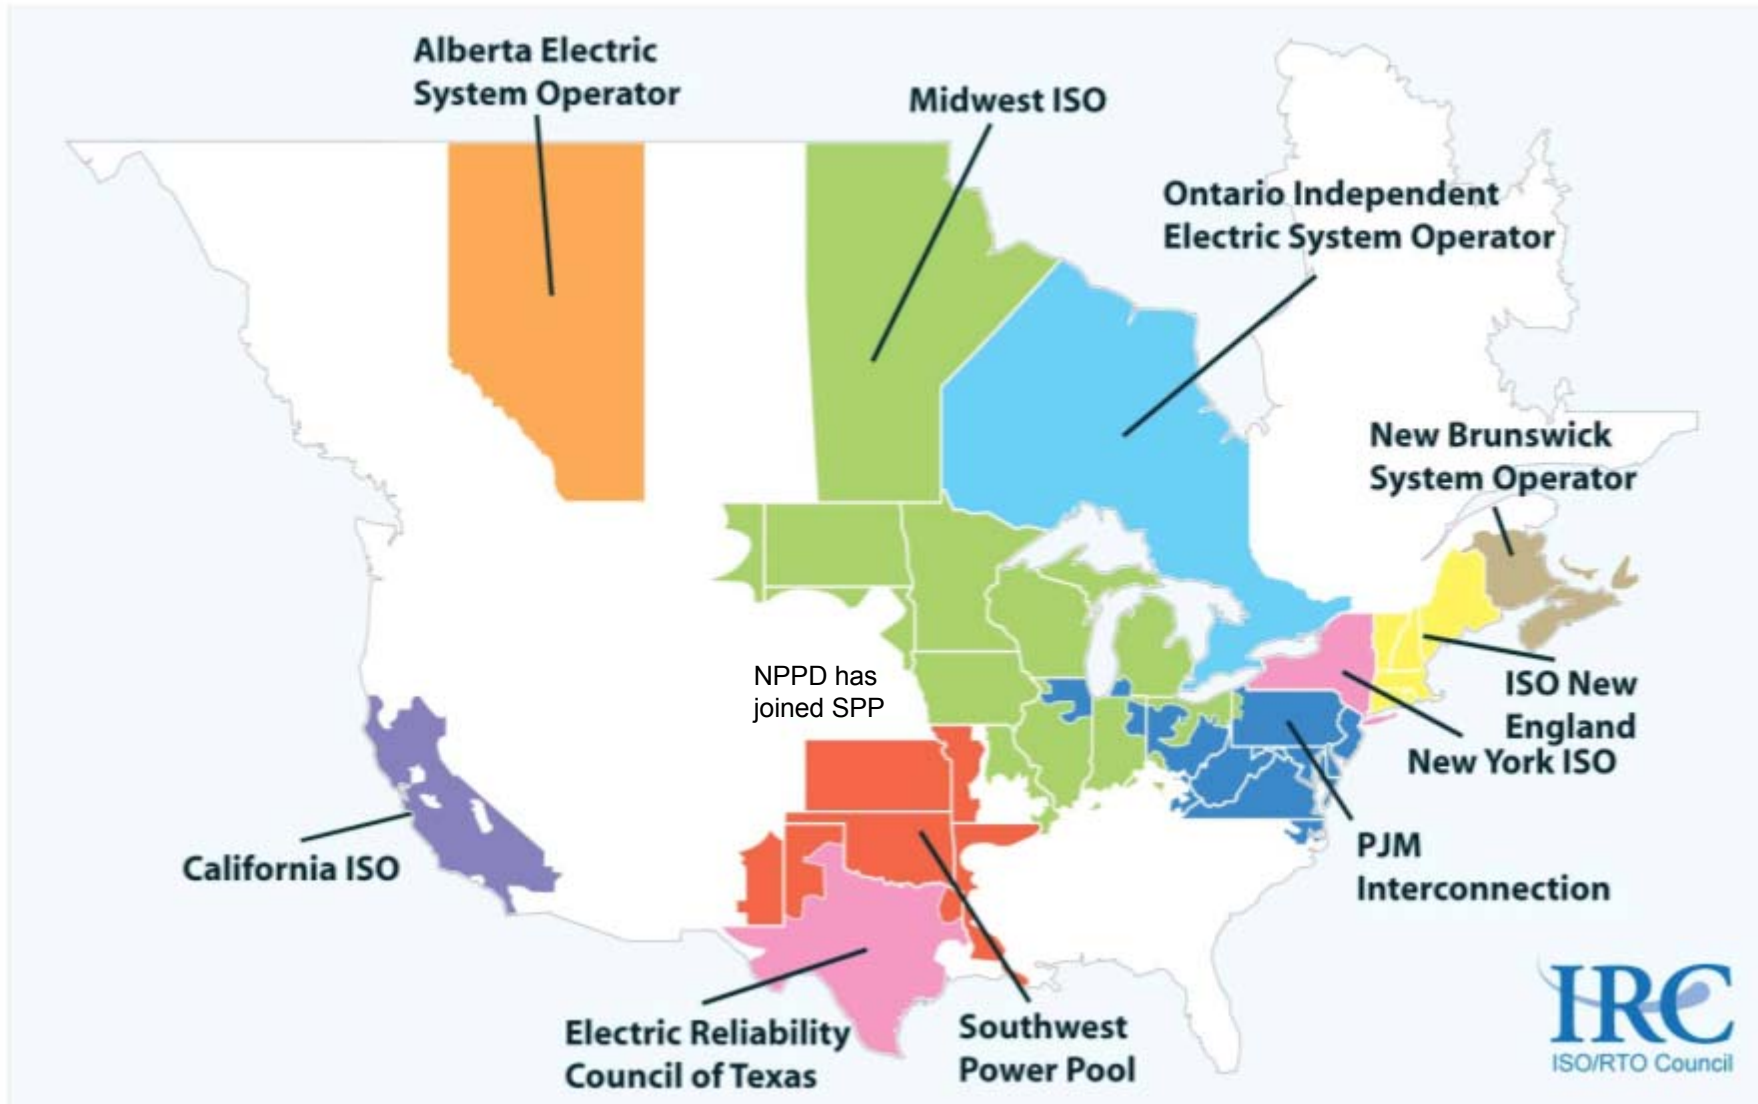 Alberta Electric
System Operator
Midwest ISO
Ontario Independent
Electric System Operator
New Brunswick
System Operator
NPPD has
joined SPP
ISO New
England
New York ISO
California ISO
PJM
Interconnection
Electric Reliability
Council of Texas
Southwest
Power Pool
IRC
ISO/RTO Council